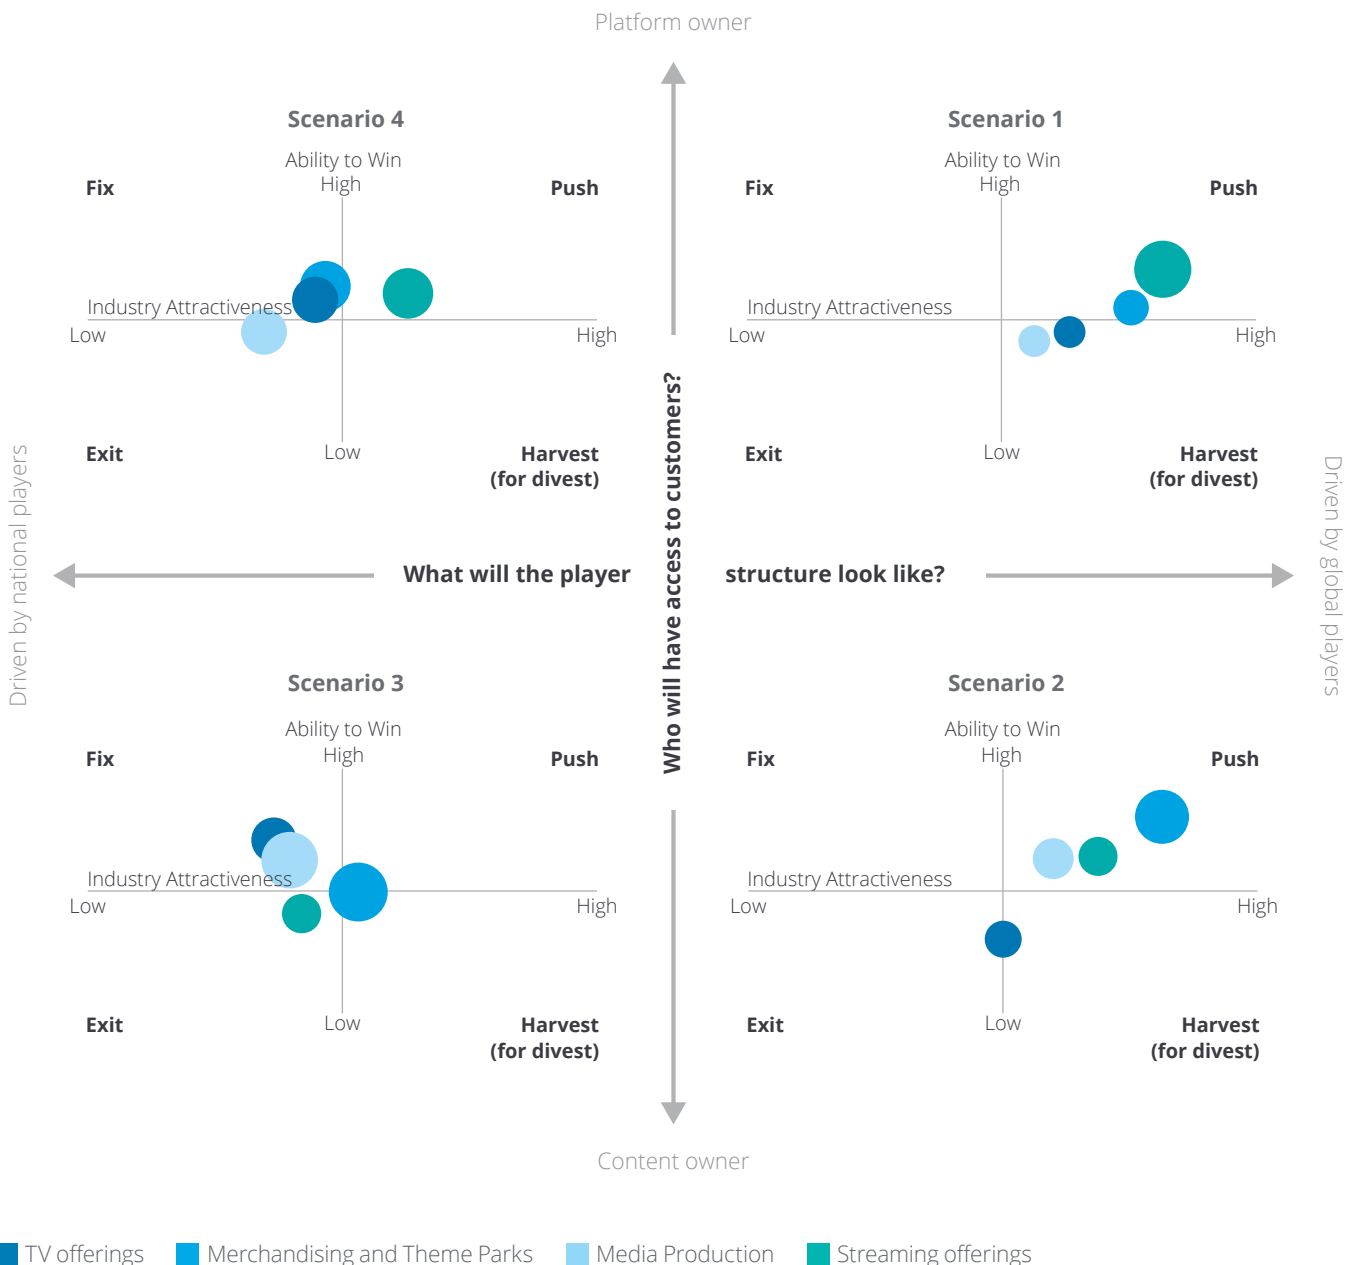 Platform owner
Scenario 4
Ability to Win
High
Fix
Push
Industry Attractiveness
Low
High
Exit
Low
Harvest
(for divest)
Scenario 1
Ability to Win
High
Fix
Push
Industry Attractiveness
Low
High
Exit
Low
Harvest
(for divest)
Driven by national players
What will the player
structure look like?
Who will have access to customers?
Driven by global players
Scenario 3
Ability to Win
High
Fix
Push
Industry Attractiveness
Low
High
Exit
Low
Harvest
(for divest)
Scenario 2
Ability to Win
High
Fix
Push
Industry Attractiveness
Low
High
Exit
Low
Harvest
(for divest)
Content owner
TV offerings
Merchandising and Theme Parks
Media Production
Streaming offerings